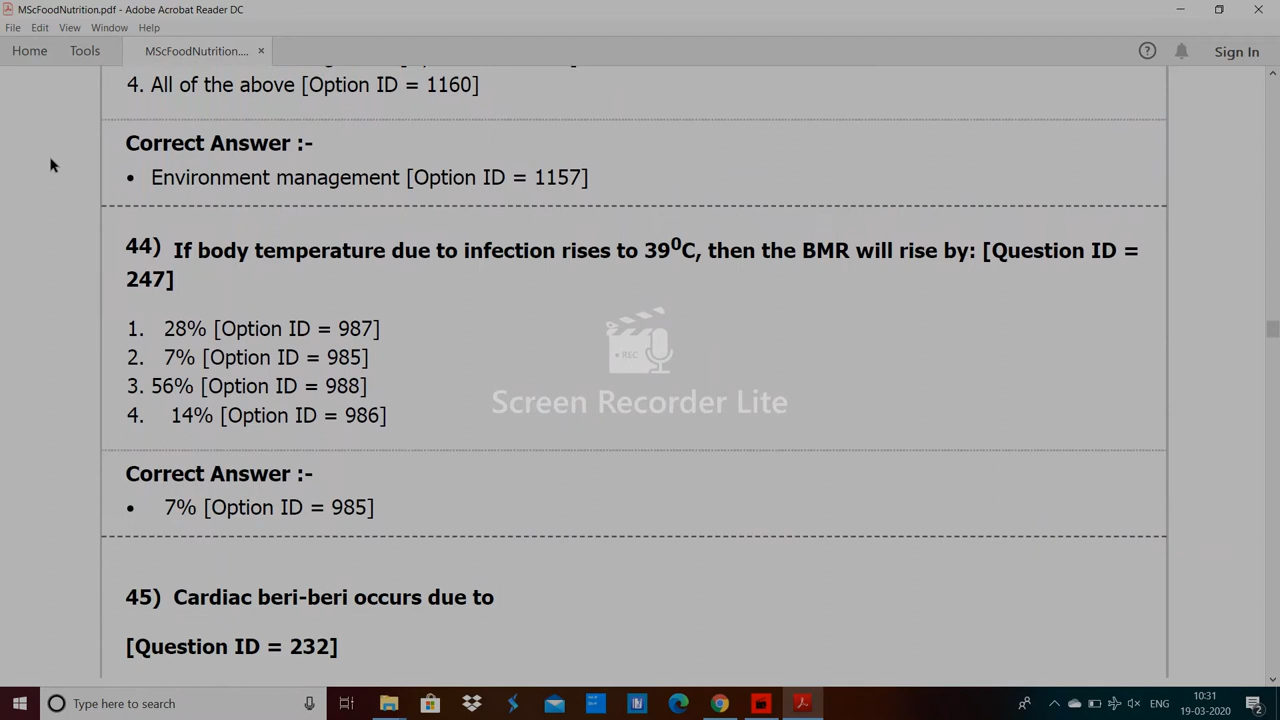 MScFoodNutrition.pdf - Adobe Acrobat Reader DC
File Edit View Window Help
Home Tools MScFoodNutrition.... × Sign In
4. All of the above [Option ID = 1160]
Correct Answer :-
• Environment management [Option ID = 1157]
44) If body temperature due to infection rises to 39⁰C, then the BMR will rise by: [Question ID =
247]
1. 28% [Option ID = 987]
2. 7% [Option ID = 985]
3. 56% [Option ID = 988]
4. 14% [Option ID = 986]
• REC
Screen Recorder Lite
Correct Answer :-
• 7% [Option ID = 985]
45) Cardiac beri-beri occurs due to
[Question ID = 232]
Type here to search
ENG
10:31
19-03-2020
2